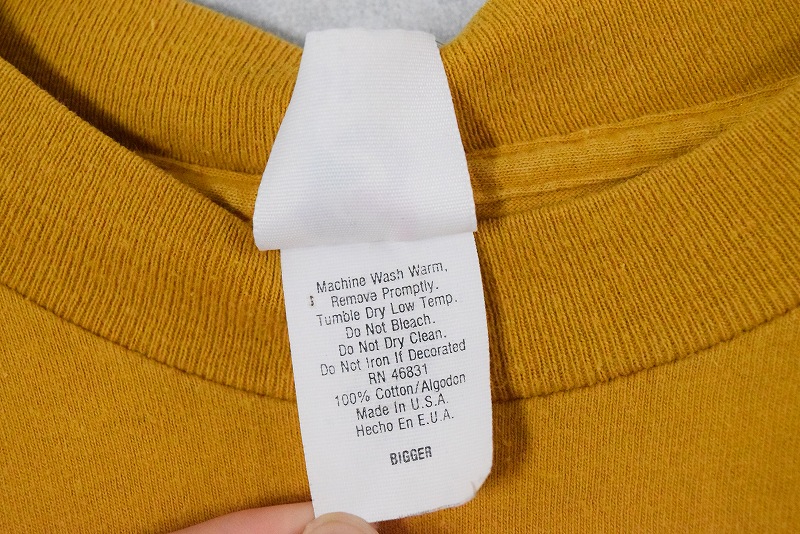 Machine Wash Warm,
Remove Promptly.
Tumble Dry Low Temp.
Do Not Bleach.
Do Not Dry Clean.
Do Not Iron If Decorated
RN 46831
100% Cotton/Algodon
Made In U.S.A.
Hecho En E.U.A.
BIGGER